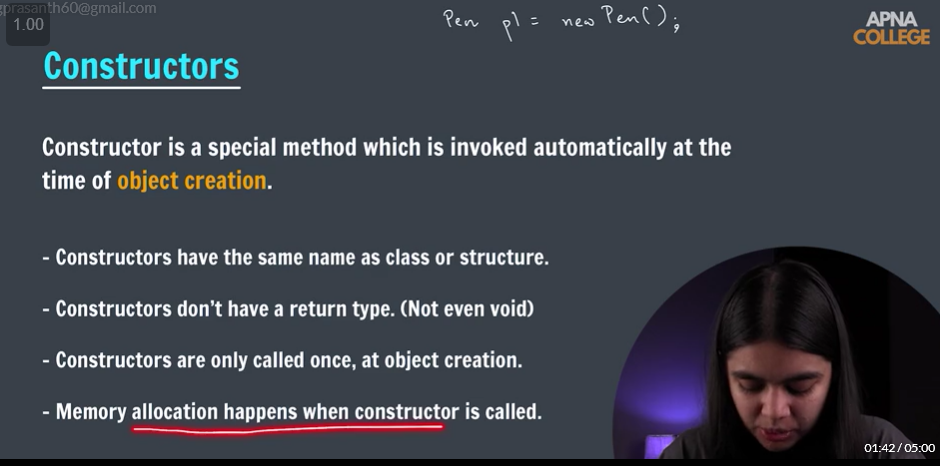 gprasanth60@gmail.com
1.00
Pen p1 = new Pen();
APNA
COLLEGE
Constructors
Constructor is a special method which is invoked automatically at the
time of object creation.
- Constructors have the same name as class or structure.
- Constructors don't have a return type. (Not even void)
- Constructors are only called once, at object creation.
- Memory allocation happens when constructor is called.
01:42 / 05:00